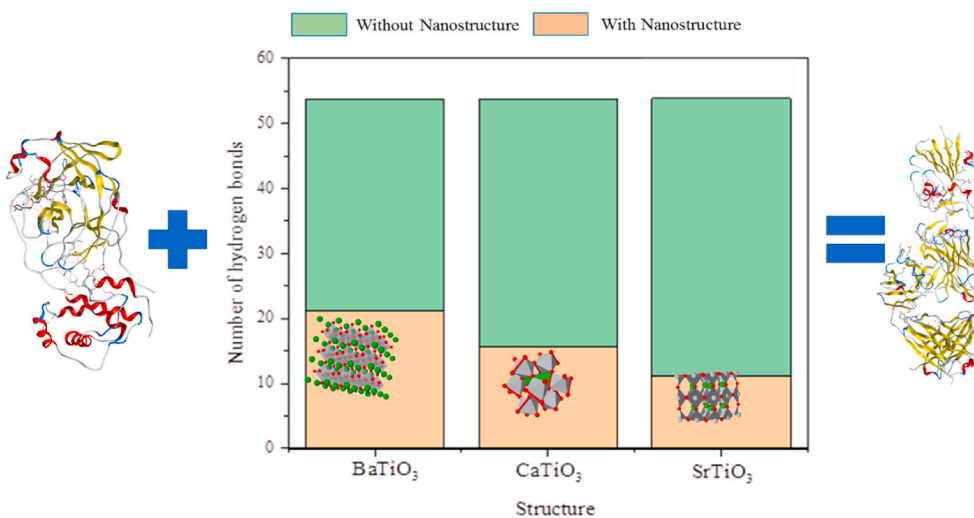 Without Nanostructure
With Nanostructure
Number of hydrogen bonds
60
50
40
30
20
10
0
BaTiO₃
CaTiO₃
SrTiO₃
Structure